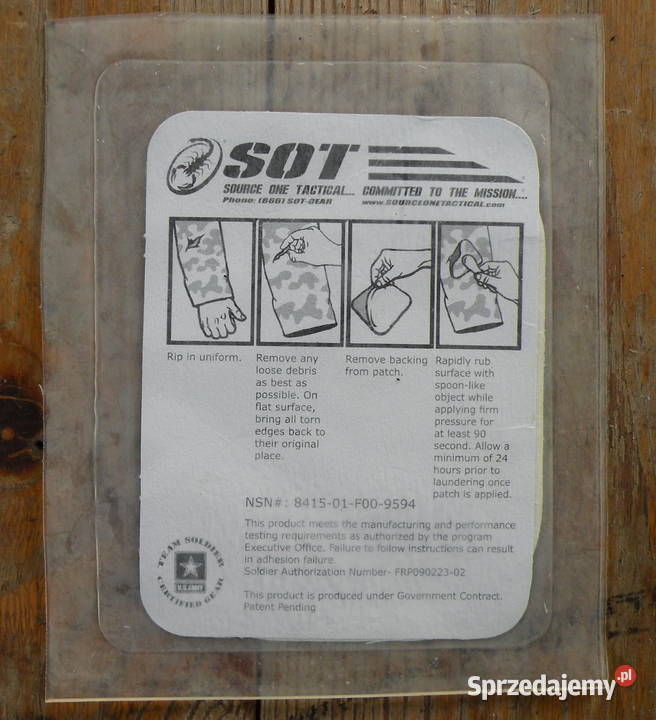 SOT
SOURCE ONE TACTICAL... COMMITTED TO THE MISSION....
Phone: (866) SOT-GEAR www.SOURCEONETACTICAL.com
Rip in uniform.
Remove any
loose debris
as best as
possible. On
flat surface,
bring all torn
edges back to
their original
place.
Remove backing
from patch.
Rapidly rub
surface with
spoon-like
object while
applying firm
pressure for
at least 90
second. Allow a
minimum of 24
hours prior to
laundering once
patch is applied.
NSN#: 8415-01-F00-9594
This product meets the manufacturing and performance
testing requirements as authorized by the program
Executive Office. Failure to follow instructions can result
in adhesion failure
Soldier Authorization Number- FRP090223-02
This product is produced under Government Contract.
Patent Pending
TEAM SOLDIER
U.S. ARMY
CERTIFIED GEAR
Sprzedajemy.pl